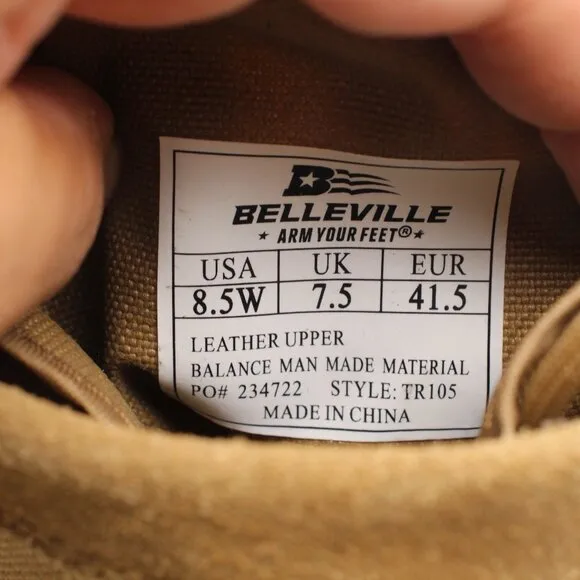 B
BELLEVILLE
★ ARM YOUR FEET® ★
USA UK EUR
8.5W 7.5 41.5
LEATHER UPPER
BALANCE MAN MADE MATERIAL
PO# 234722 STYLE: TR105
MADE IN CHINA